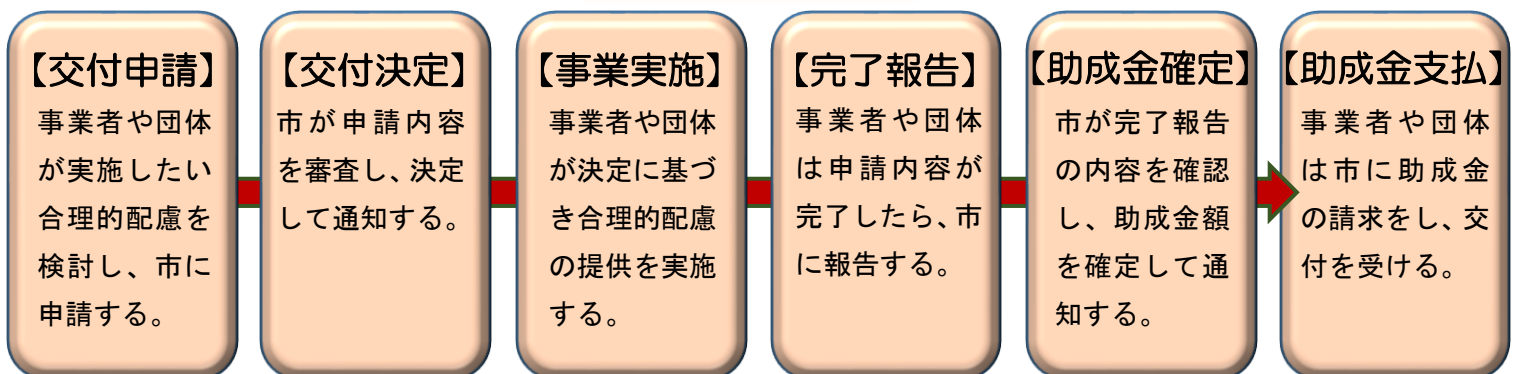 【交付申請】
事業者や団体
が実施したい
合理的配慮を
検討し、市に
申請する。
【交付決定】
市が申請内容
を審査し、決定
して通知する。
【事業実施】
事業者や団体
が決定に基づ
き合理的配慮
の提供を実施
する。
【完了報告】
事業者や団体
は申請内容が
完了したら、市
に報告する。
【助成金確定】
市が完了報告
の内容を確認
し、助成金額
を確定して通
知する。
【助成金支払】
事業者や団体
は市に助成金
の請求をし、交
付を受ける。